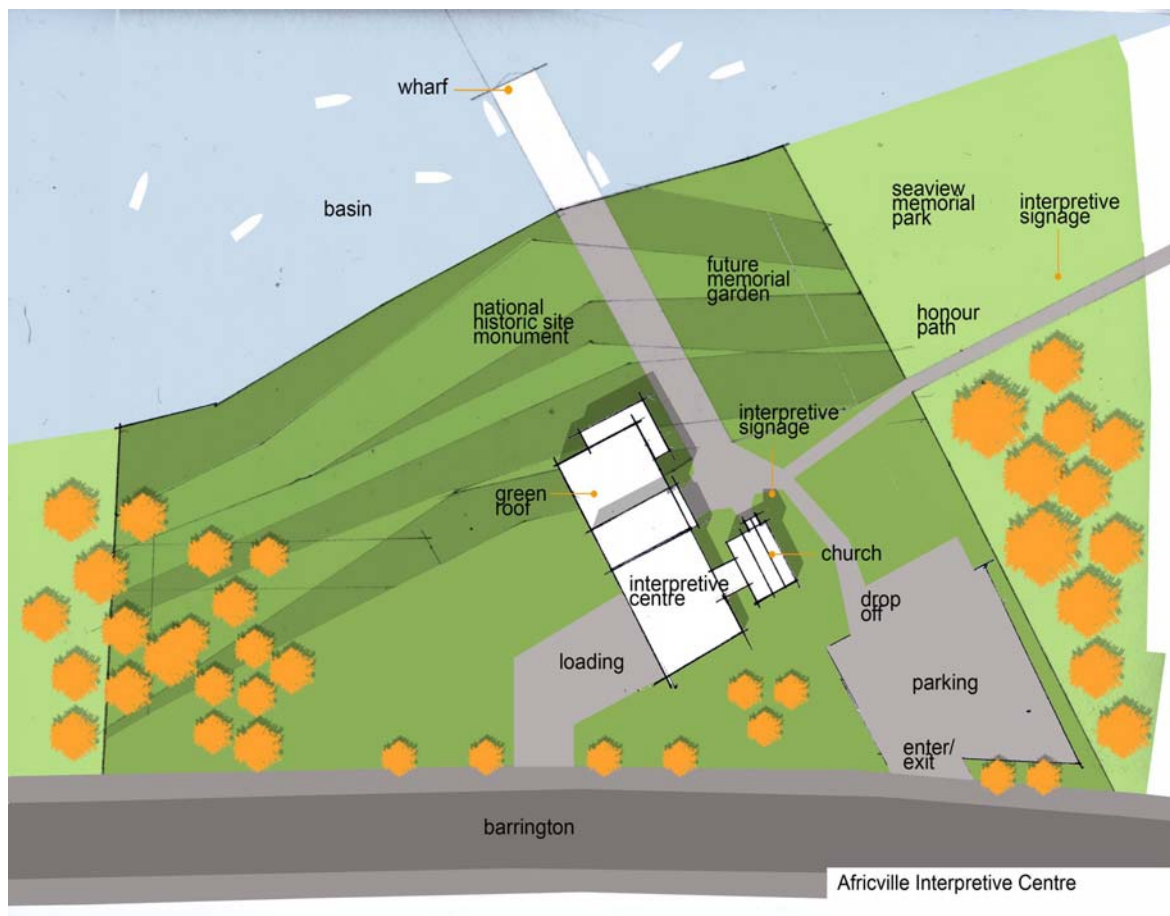 wharf
basin
seaview
memorial
park
interpretive
signage
future
memorial
garden
national
historic site
monument
honour
path
interpretive
signage
green
roof
church
interpretive
centre
drop
off
loading
parking
enter/
exit
barrington
Africville Interpretive Centre